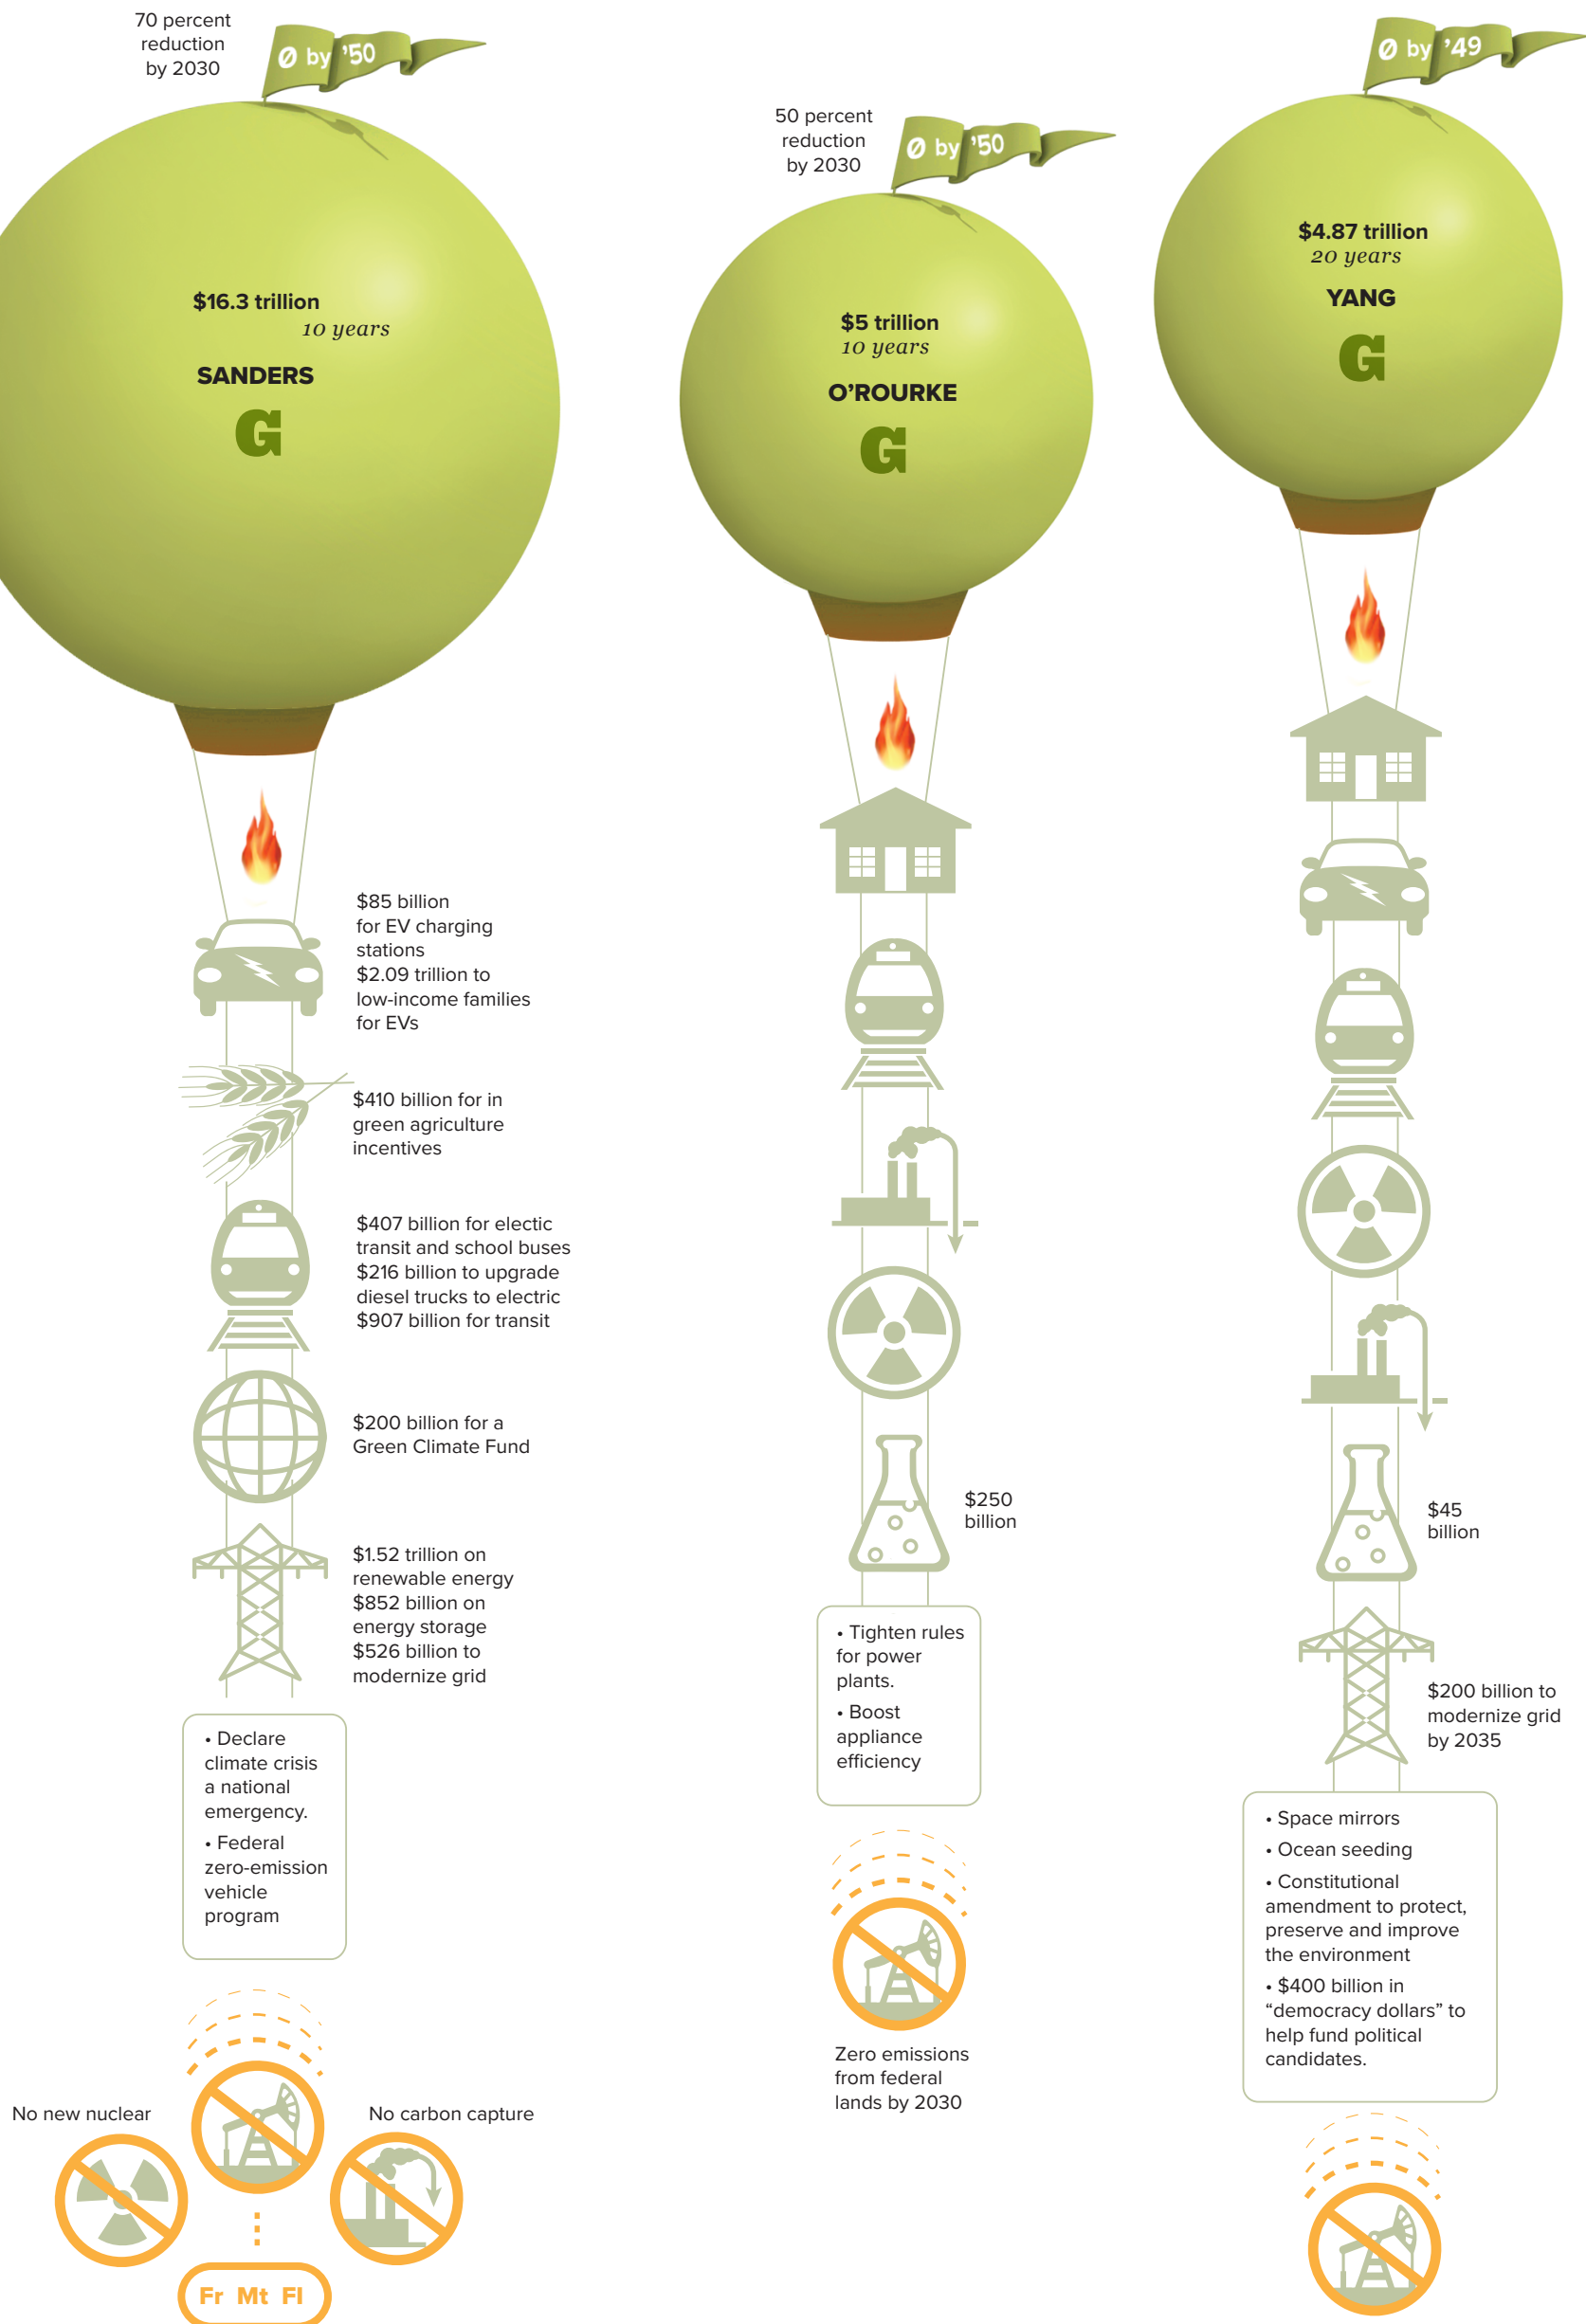 70 percent
reduction
by 2030
Ø by '50
$16.3 trillion
10 years
SANDERS
G
$85 billion
for EV charging
stations
$2.09 trillion to
low-income families
for EVs
$410 billion for in
green agriculture
incentives
$407 billion for electic
transit and school buses
$216 billion to upgrade
diesel trucks to electric
$907 billion for transit
$200 billion for a
Green Climate Fund
$1.52 trillion on
renewable energy
$852 billion on
energy storage
$526 billion to
modernize grid
• Declare
climate crisis
a national
emergency.
• Federal
zero-emission
vehicle
program
No new nuclear
No carbon capture
Fr Mt Fl
50 percent
reduction
by 2030
Ø by '50
$5 trillion
10 years
O'ROURKE
G
$250
billion
• Tighten rules
for power
plants.
• Boost
appliance
efficiency
Zero emissions
from federal
lands by 2030
Ø by '49
$4.87 trillion
20 years
YANG
G
$45
billion
$200 billion to
modernize grid
by 2035
• Space mirrors
• Ocean seeding
• Constitutional
amendment to protect,
preserve and improve
the environment
• $400 billion in
“democracy dollars” to
help fund political
candidates.